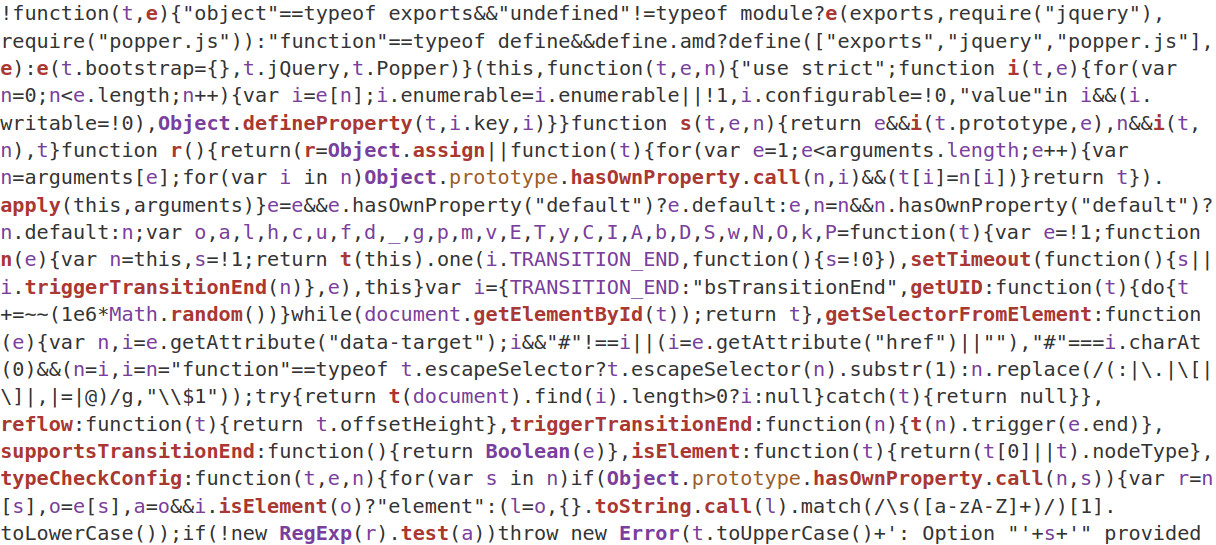 !function(t,e){"object"==typeof exports&&"undefined"!=typeof module?e(exports,require("jquery"),
require("popper.js")):"function"==typeof define&&define.amd?define(["exports","jquery","popper.js"],
e):e(t.bootstrap={},t.jQuery,t.Popper)}(this,function(t,e,n){"use strict";function i(t,e){for(var
n=0;n<e.length;n++){var i=e[n];i.enumerable=i.enumerable||!1,i.configurable=!0,"value"in i&&(i.
writable=!0),Object.defineProperty(t,i.key,i)}}function s(t,e,n){return e&&i(t.prototype,e),n&&i(t,
n),t}function r(){return(r=Object.assign||function(t){for(var e=1;e<arguments.length;e++){var
n=arguments[e];for(var i in n)Object.prototype.hasOwnProperty.call(n,i)&&(t[i]=n[i])}return t}).
apply(this,arguments)}e=e&&e.hasOwnProperty("default")?e.default:e,n=n&&n.hasOwnProperty("default")?
n.default:n;var o,a,l,h,c,u,f,d,_,g,p,m,v,E,T,y,C,I,A,b,D,S,w,N,O,k,P=function(t){var e=!1;function
n(e){var n=this,s=!1;return t(this).one(i.TRANSITION_END,function(){s=!0}),setTimeout(function(){s||
i.triggerTransitionEnd(n)},e),this}var i={TRANSITION_END:"bsTransitionEnd",getUID:function(t){do{t
+=~~(1e6*Math.random())}while(document.getElementById(t));return t},getSelectorFromElement:function
(e){var n,i=e.getAttribute("data-target");i&&"#"!==i||(i=e.getAttribute("href")||""),"#"===i.charAt
(0)&&(n=i,i=n="function"==typeof t.escapeSelector?t.escapeSelector(n).substr(1):n.replace(/(:|\.|\[|
\]|,|=|@)/g,"\\$1"));try{return t(document).find(i).length>0?i:null}catch(t){return null}},
reflow:function(t){return t.offsetHeight},triggerTransitionEnd:function(n){t(n).trigger(e.end)},
supportsTransitionEnd:function(){return Boolean(e)},isElement:function(t){return(t[0]||t).nodeType},
typeCheckConfig:function(t,e,n){for(var s in n)if(Object.prototype.hasOwnProperty.call(n,s)){var r=n
[s],o=e[s],a=o&&i.isElement(o)?"element":(l=o,{}.toString.call(l).match(/\s([a-zA-Z]+)/)[1].
toLowerCase());if(!new RegExp(r).test(a))throw new Error(t.toUpperCase()+': Option "'+s+'" provided